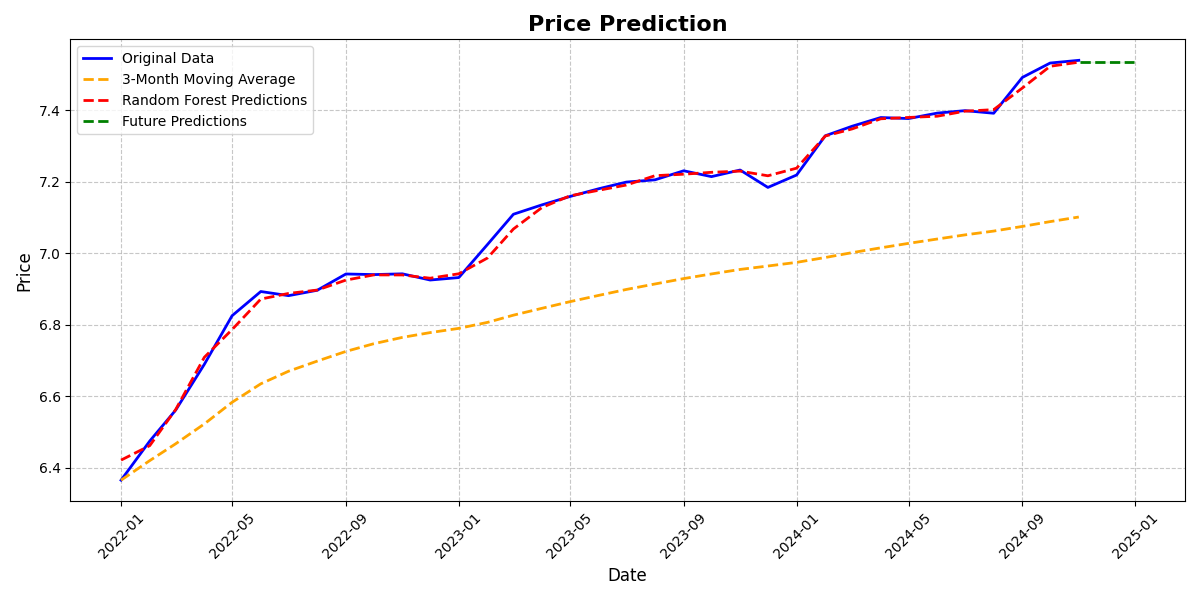 Price Prediction
Original Data
3-Month Moving Average
Random Forest Predictions
Future Predictions
Price
7.4
7.2
7.0
6.8
6.6
6.4
2022-01
2022-05
2022-09
2023-01
2023-05
2023-09
2024-01
2024-05
2024-09
2025-01
Date